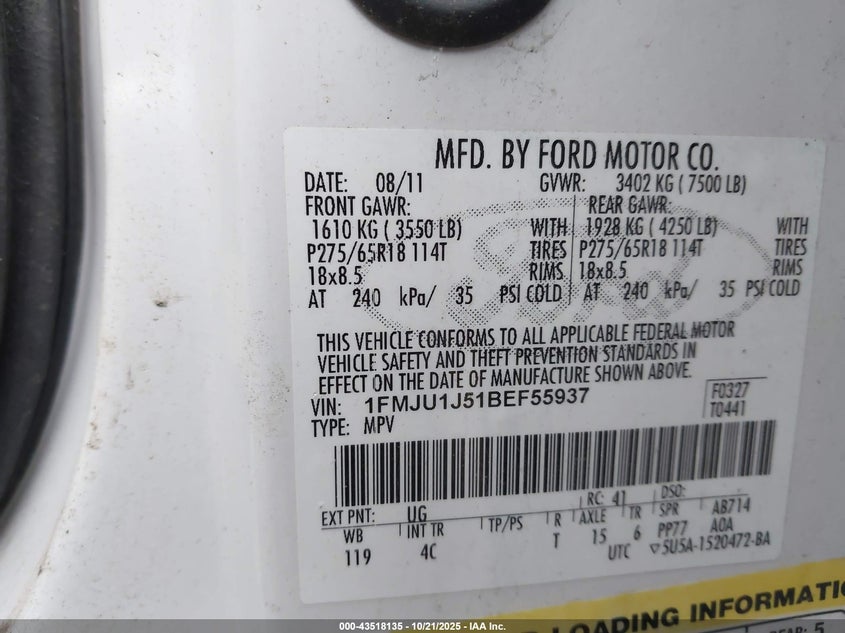 MFD. BY FORD MOTOR CO.
DATE: 08/11 GVWR: 3402 KG ( 7500 LB)
FRONT GAWR: REAR GAWR:
1610 KG ( 3550 LB) WITH 1928 KG ( 4250 LB) WITH
P275/65R18 114T TIRES P275/65R18 114T TIRES
18x8.5 RIMS 18x8.5 RIMS
AT 240 kPa/ 35 PSI COLD AT 240 kPa/ 35 PSI COLD
Ford
THIS VEHICLE CONFORMS TO ALL APPLICABLE FEDERAL MOTOR
VEHICLE SAFETY AND THEFT PREVENTION STANDARDS IN
EFFECT ON THE DATE OF MANUFACTURE SHOWN ABOVE.
VIN: 1FMJU1J51BEF55937 F0327
TYPE: MPV T0441
RC: 41 DSO:
EXT PNT: UG
WB INT TR TP/PS R AXLE TR SPR AB714
119 4C T 15 6 PP77 A0A
UTC ▽5U5A-1520472-BA
LOADING INFORMATION
5
000-43518135 - 10/21/2025 - IAA Inc.